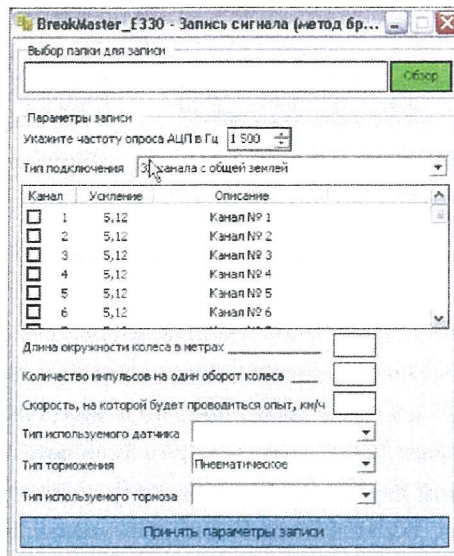 BreakMaster_E330 - Запись сигнала (метод бр...
Выбор папки для записи
Обзор
Параметры записи
Укажите частоту опроса АЦП в Гц 1 500
Тип подключения канала с общей землей
Канал Усиление Описание
1 5,12 Канал № 1
2 5,12 Канал № 2
3 5,12 Канал № 3
4 5,12 Канал № 4
5 5,12 Канал № 5
6 5,12 Канал № 6
Длина окружности колеса в метрах
Количество импульсов на один оборот колеса
Скорость, на которой будет проводиться опыт, км/ч
Тип используемого датчика
Тип торможения Пневматическое
Тип используемого тормоза
Принять параметры записи